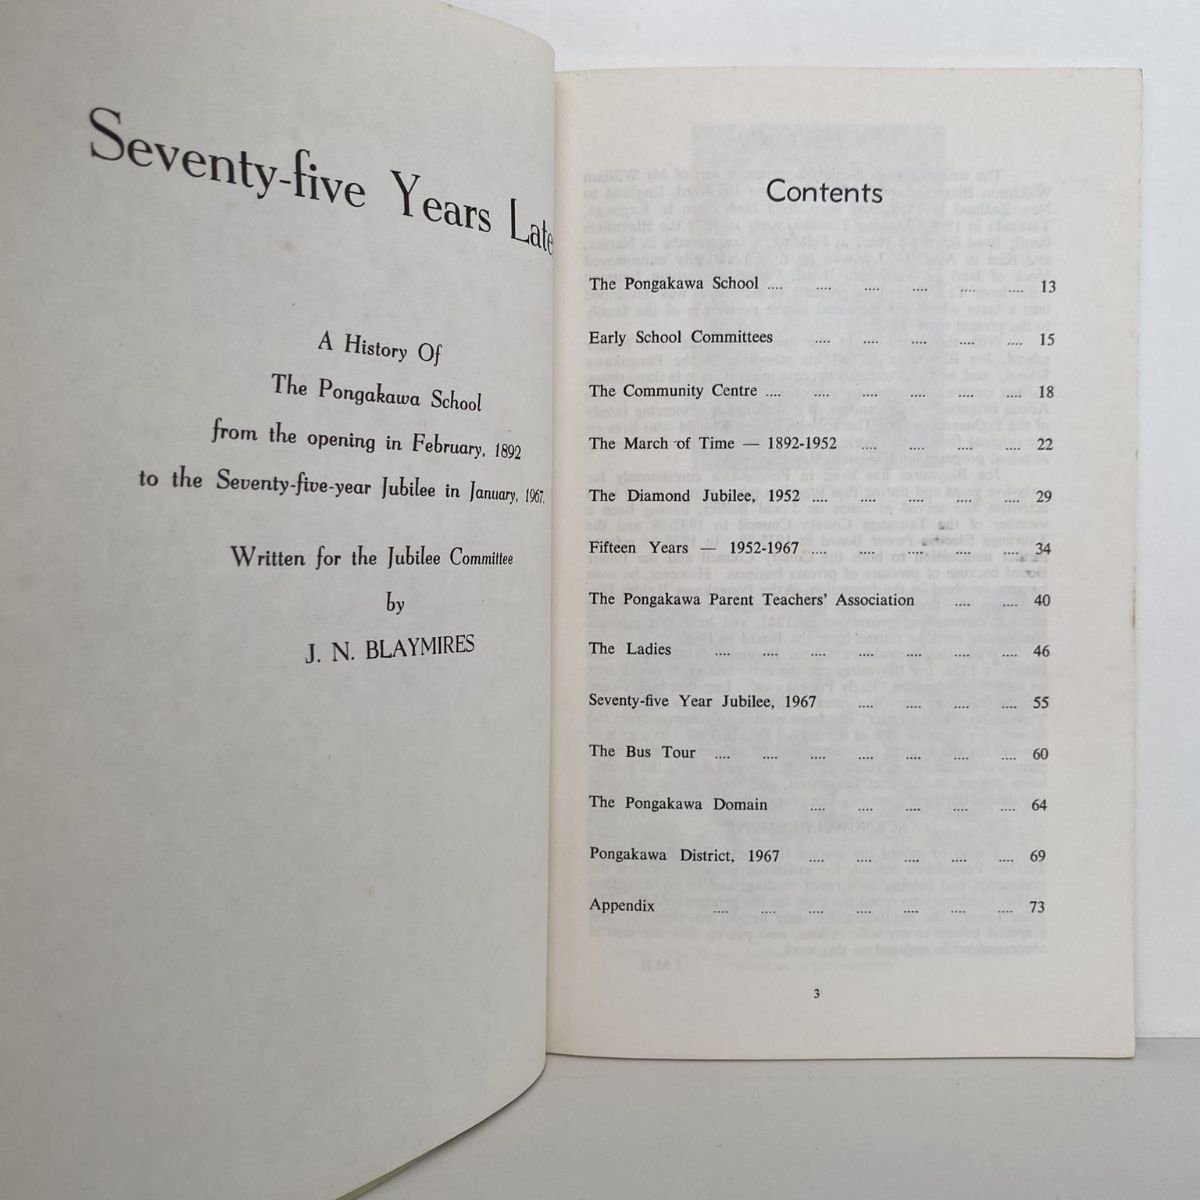 Seventy-five Years Late
A History Of
The Pongakawa School
from the opening in February, 1892
to the Seventy-five-year Jubilee in January, 1967.
Written for the Jubilee Committee
by
J. N. BLAYMIRES
Contents
The Pongakawa School .... .... .... .... .... .... 13
Early School Committees .... .... .... .... .... 15
The Community Centre .... .... .... .... .... .... 18
The March of Time — 1892-1952 .... .... .... .... 22
The Diamond Jubilee, 1952 .... .... .... .... .... 29
Fifteen Years — 1952-1967 .... .... .... .... .... 34
The Pongakawa Parent Teachers' Association .... .... 40
The Ladies .... .... .... .... .... .... .... 46
Seventy-five Year Jubilee, 1967 .... .... .... .... 55
The Bus Tour .... .... .... .... .... .... .... 60
The Pongakawa Domain .... .... .... .... .... 64
Pongakawa District, 1967 .... .... .... .... .... 69
Appendix .... .... .... .... .... .... .... 73
3